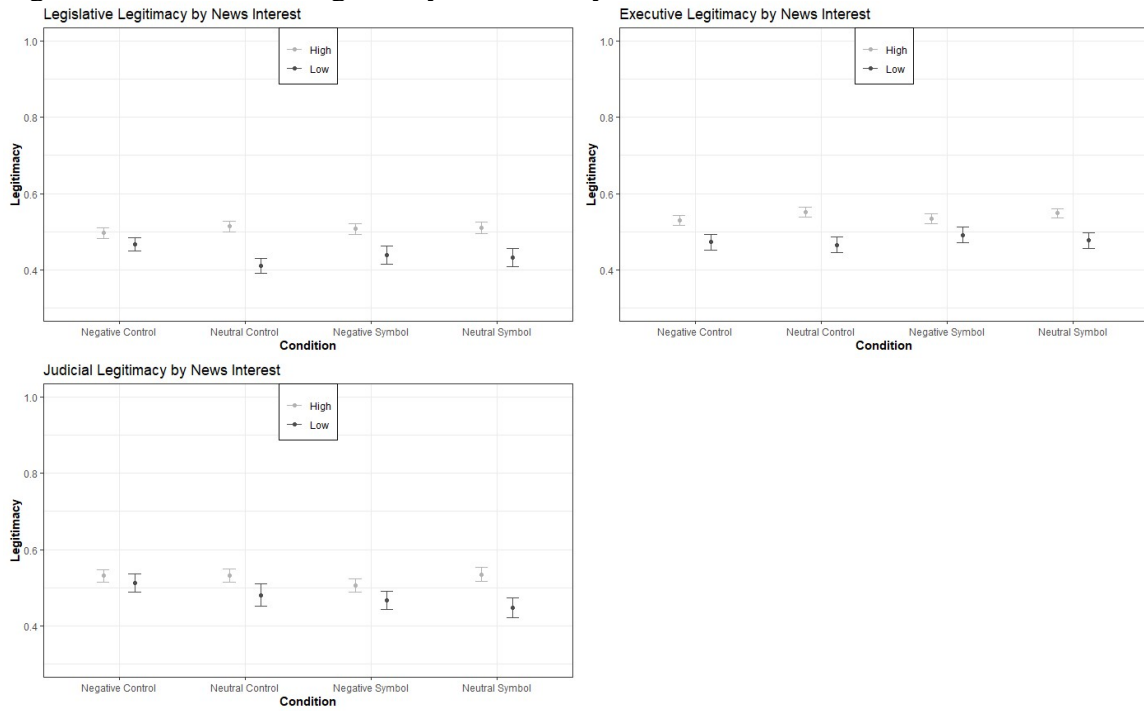 Legislative Legitimacy by News Interest
High
Low
1.0
0.8
0.6
0.4
Legitimacy
Negative Control Neutral Control Negative Symbol Neutral Symbol
Condition
Executive Legitimacy by News Interest
High
Low
1.0
0.8
0.6
0.4
Legitimacy
Negative Control Neutral Control Negative Symbol Neutral Symbol
Condition
Judicial Legitimacy by News Interest
High
Low
1.0
0.8
0.6
0.4
Legitimacy
Negative Control Neutral Control Negative Symbol Neutral Symbol
Condition